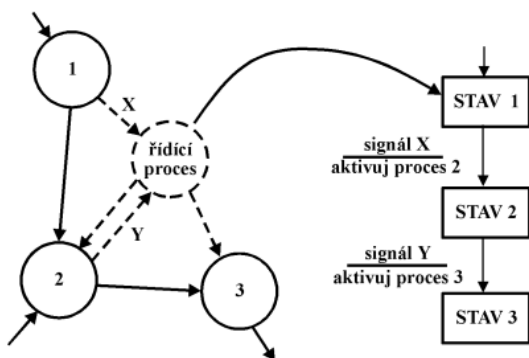 1
X
řídící
proces
Y
2
3
STAV 1
signál X
aktivuj proces 2
STAV 2
signál Y
aktivuj proces 3
STAV 3